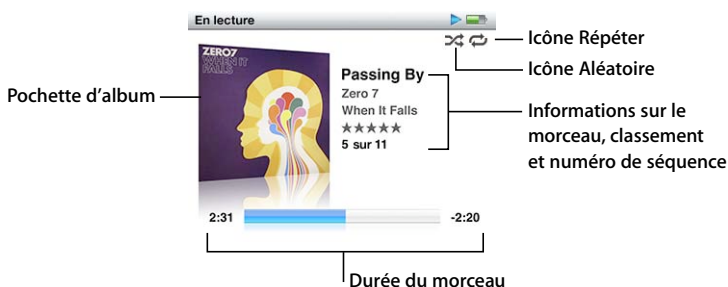 En lecture
Icône Répéter
Icône Aléatoire
ZERO7
WHEN IT
FALLS
Pochette d'album
Passing By
Zero 7
When It Falls
★★★★★
5 sur 11
Informations sur le
morceau, classement
et numéro de séquence
2:31
-2:20
Durée du morceau